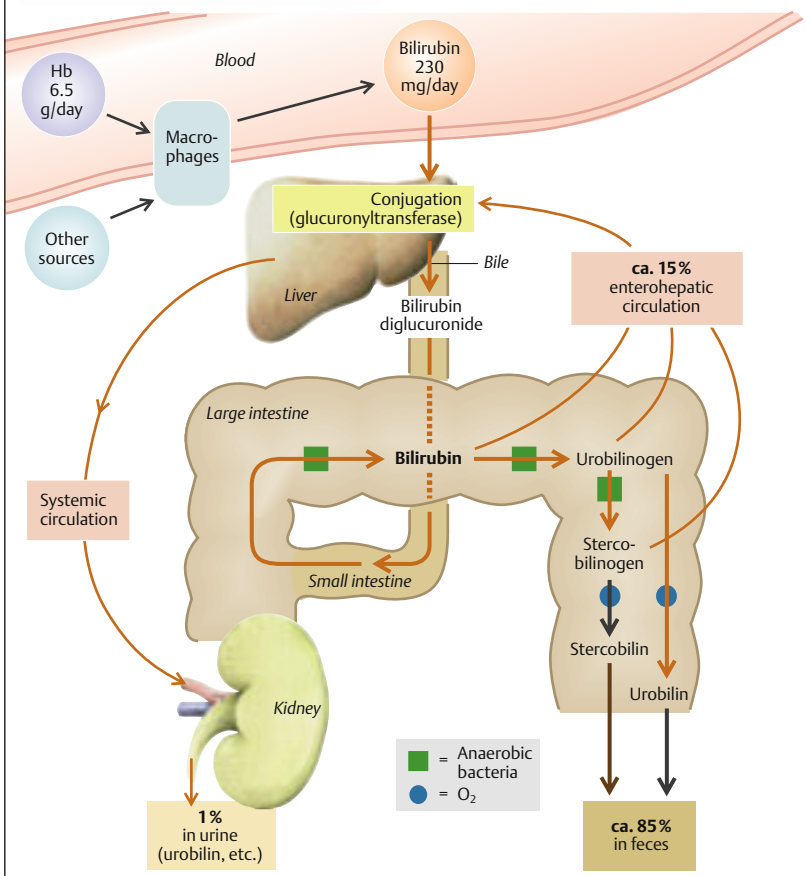 Blood
Hb
6.5
g/day
Bilirubin
230
mg/day
Macro-
phages
Other
sources
Conjugation
(glucuronyltransferase)
Bile
Liver
Bilirubin
diglucuronide
ca. 15%
enterohepatic
circulation
Large intestine
Bilirubin
Urobilinogen
Systemic
circulation
Sterco-
bilinogen
Small intestine
Stercobilin
Urobilin
Kidney
= Anaerobic
bacteria
= O₂
1%
in urine
(urobilin, etc.)
ca. 85%
in feces